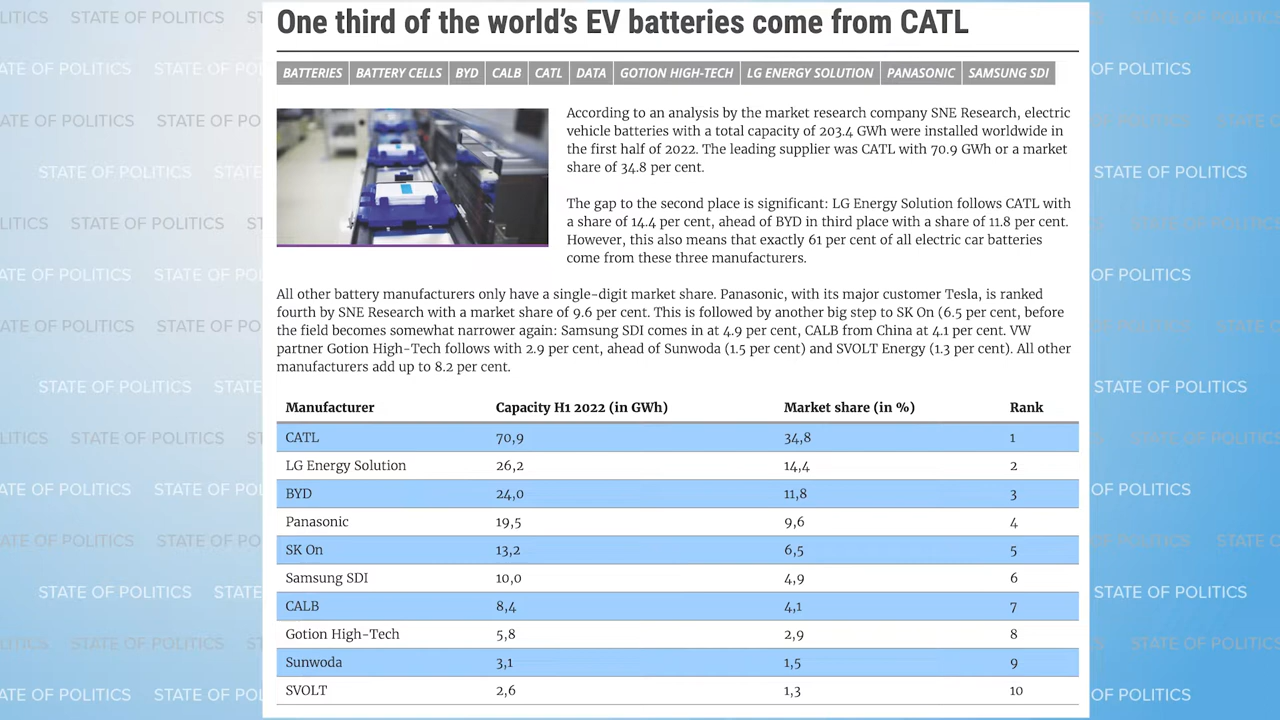 One third of the world's EV batteries come from CATL
BATTERIES BATTERY CELLS BYD CALB CATL DATA GOTION HIGH-TECH LG ENERGY SOLUTION PANASONIC SAMSUNG SDI
According to an analysis by the market research company SNE Research, electric
vehicle batteries with a total capacity of 203.4 GWh were installed worldwide in
the first half of 2022. The leading supplier was CATL with 70.9 GWh or a market
share of 34.8 per cent.
The gap to the second place is significant: LG Energy Solution follows CATL with
a share of 14.4 per cent, ahead of BYD in third place with a share of 11.8 per cent.
However, this also means that exactly 61 per cent of all electric car batteries
come from these three manufacturers.
All other battery manufacturers only have a single-digit market share. Panasonic, with its major customer Tesla, is ranked
fourth by SNE Research with a market share of 9.6 per cent. This is followed by another big step to SK On (6.5 per cent, before
the field becomes somewhat narrower again: Samsung SDI comes in at 4.9 per cent, CALB from China at 4.1 per cent. VW
partner Gotion High-Tech follows with 2.9 per cent, ahead of Sunwoda (1.5 per cent) and SVOLT Energy (1.3 per cent). All other
manufacturers add up to 8.2 per cent.
Manufacturer Capacity H1 2022 (in GWh) Market share (in %) Rank
CATL 70,9 34,8 1
LG Energy Solution 26,2 14,4 2
BYD 24,0 11,8 3
Panasonic 19,5 9,6 4
SK On 13,2 6,5 5
Samsung SDI 10,0 4,9 6
CALB 8,4 4,1 7
Gotion High-Tech 5,8 2,9 8
Sunwoda 3,1 1,5 9
SVOLT 2,6 1,3 10
STATE OF POLITICS